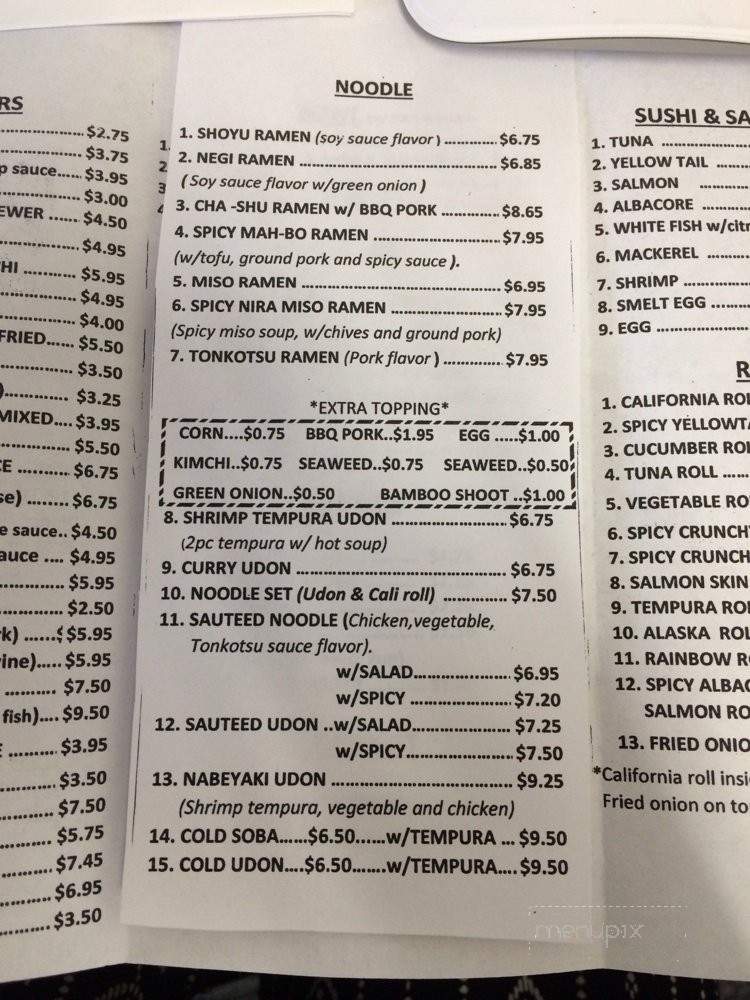 RS
$2.75
$3.75
p sauce..... $3.95
$3.00
EWER ...... $4.50
$4.95
HI ........... $5.95
$4.95
$4.00
FRIED...... $5.50
$3.50
)............. $3.25
MIXED.... $3.95
$5.50
CE ........... $6.75
se) ........ $6.75
e sauce.. $4.50
auce .... $4.95
$5.95
$2.50
rk) ......$ $5.95
ine)..... $5.95
$7.50
fish).... $9.50
$3.95
$3.50
$7.50
$5.75
$7.45
$6.95
$3.50
NOODLE
1. SHOYU RAMEN (soy sauce flavor ) ............ $6.75
2. NEGI RAMEN ........................................... $6.85
( Soy sauce flavor w/green onion )
3. CHA -SHU RAMEN w/ BBQ PORK ............. $8.65
4. SPICY MAH-BO RAMEN ........................... $7.95
(w/tofu, ground pork and spicy sauce ).
5. MISO RAMEN ........................................... $6.95
6. SPICY NIRA MISO RAMEN ........................ $7.95
(Spicy miso soup, w/chives and ground pork)
7. TONKOTSU RAMEN (Pork flavor ) ............. $7.95
*EXTRA TOPPING*
CORN....$0.75 BBQ PORK..$1.95 EGG .....$1.00
KIMCHI..$0.75 SEAWEED..$0.75 SEAWEED..$0.50
GREEN ONION..$0.50 BAMBOO SHOOT ..$1.00
8. SHRIMP TEMPURA UDON ......................... $6.75
(2pc tempura w/ hot soup)
9. CURRY UDON ............................................ $6.75
10. NOODLE SET (Udon & Cali roll) .............. $7.50
11. SAUTEED NOODLE (Chicken,vegetable,
Tonkotsu sauce flavor).
w/SALAD................... $6.95
w/SPICY .................... $7.20
12. SAUTEED UDON ..w/SALAD................... $7.25
w/SPICY..................... $7.50
13. NABEYAKI UDON ..................................... $9.25
(Shrimp tempura, vegetable and chicken)
14. COLD SOBA......$6.50......w/TEMPURA ... $9.50
15. COLD UDON....$6.50.......w/TEMPURA.... $9.50
SUSHI & SA
1. TUNA
2. YELLOW TAIL
3. SALMON
4. ALBACORE
5. WHITE FISH w/citr
6. MACKEREL
7. SHRIMP
8. SMELT EGG
9. EGG
R
1. CALIFORNIA ROL
2. SPICY YELLOWTA
3. CUCUMBER ROL
4. TUNA ROLL
5. VEGETABLE RO
6. SPICY CRUNCH
7. SPICY CRUNCH
8. SALMON SKIN
9. TEMPURA ROL
10. ALASKA ROL
11. RAINBOW RO
12. SPICY ALBAC
SALMON RO
13. FRIED ONIO
*California roll insi
Fried onion on to
menupix